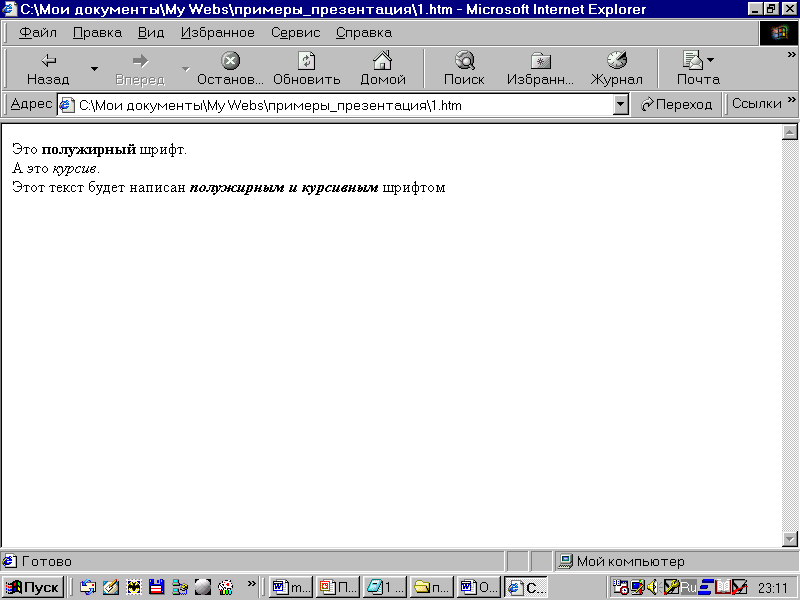 C:\Мои документы\My Webs\примеры_презентация\1.htm - Microsoft Internet Explorer
Файл Правка Вид Избранное Сервис Справка
Назад Вперед Останов... Обновить Домой Поиск Избранн... Журнал Почта »
Адрес C:\Мои документы\My Webs\примеры_презентация\1.htm Переход Ссылки »
Это полужирный шрифт.
А это курсив.
Этот текст будет написан полужирным и курсивным шрифтом
Готово Мой компьютер
Пуск » m... П... 1 ... п... О... С... Ru 23:11